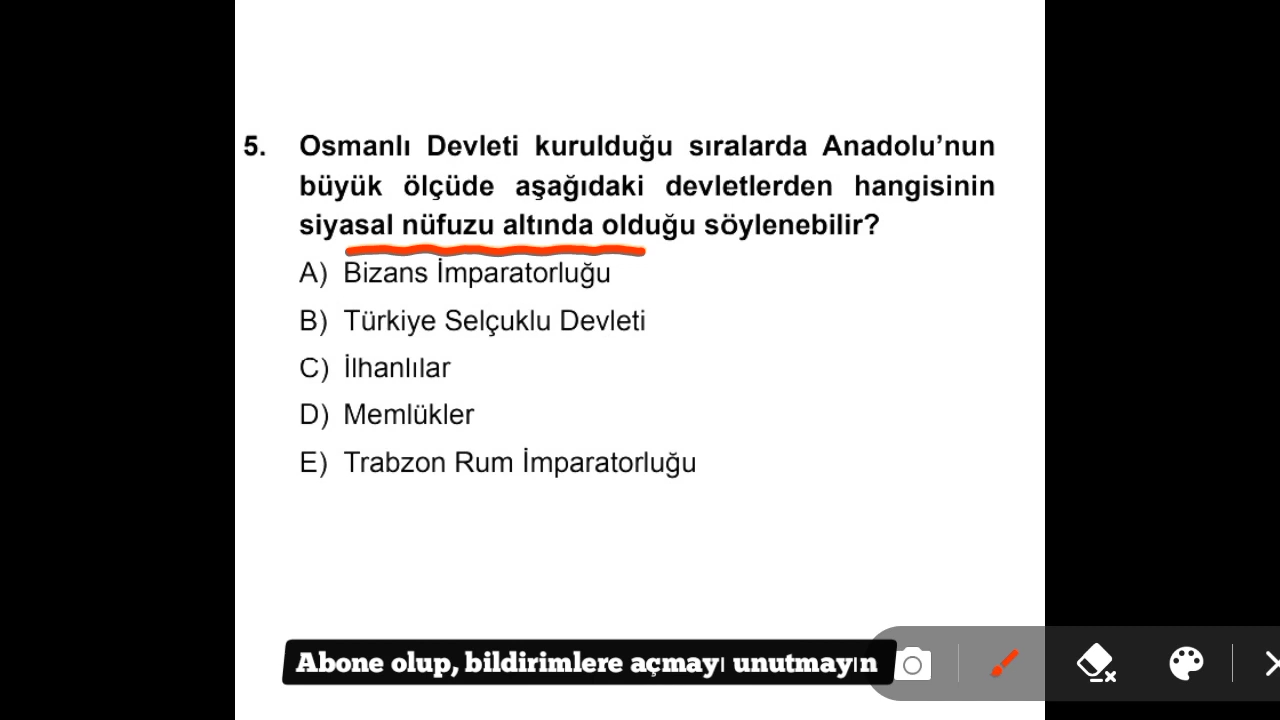 5. Osmanlı Devleti kurulduğu sıralarda Anadolu'nun
büyük ölçüde aşağıdaki devletlerden hangisinin
siyasal nüfuzu altında olduğu söylenebilir?
A) Bizans İmparatorluğu
B) Türkiye Selçuklu Devleti
C) İlhanlılar
D) Memlükler
E) Trabzon Rum İmparatorluğu
Abone olup, bildirimlere açmayı unutmayın